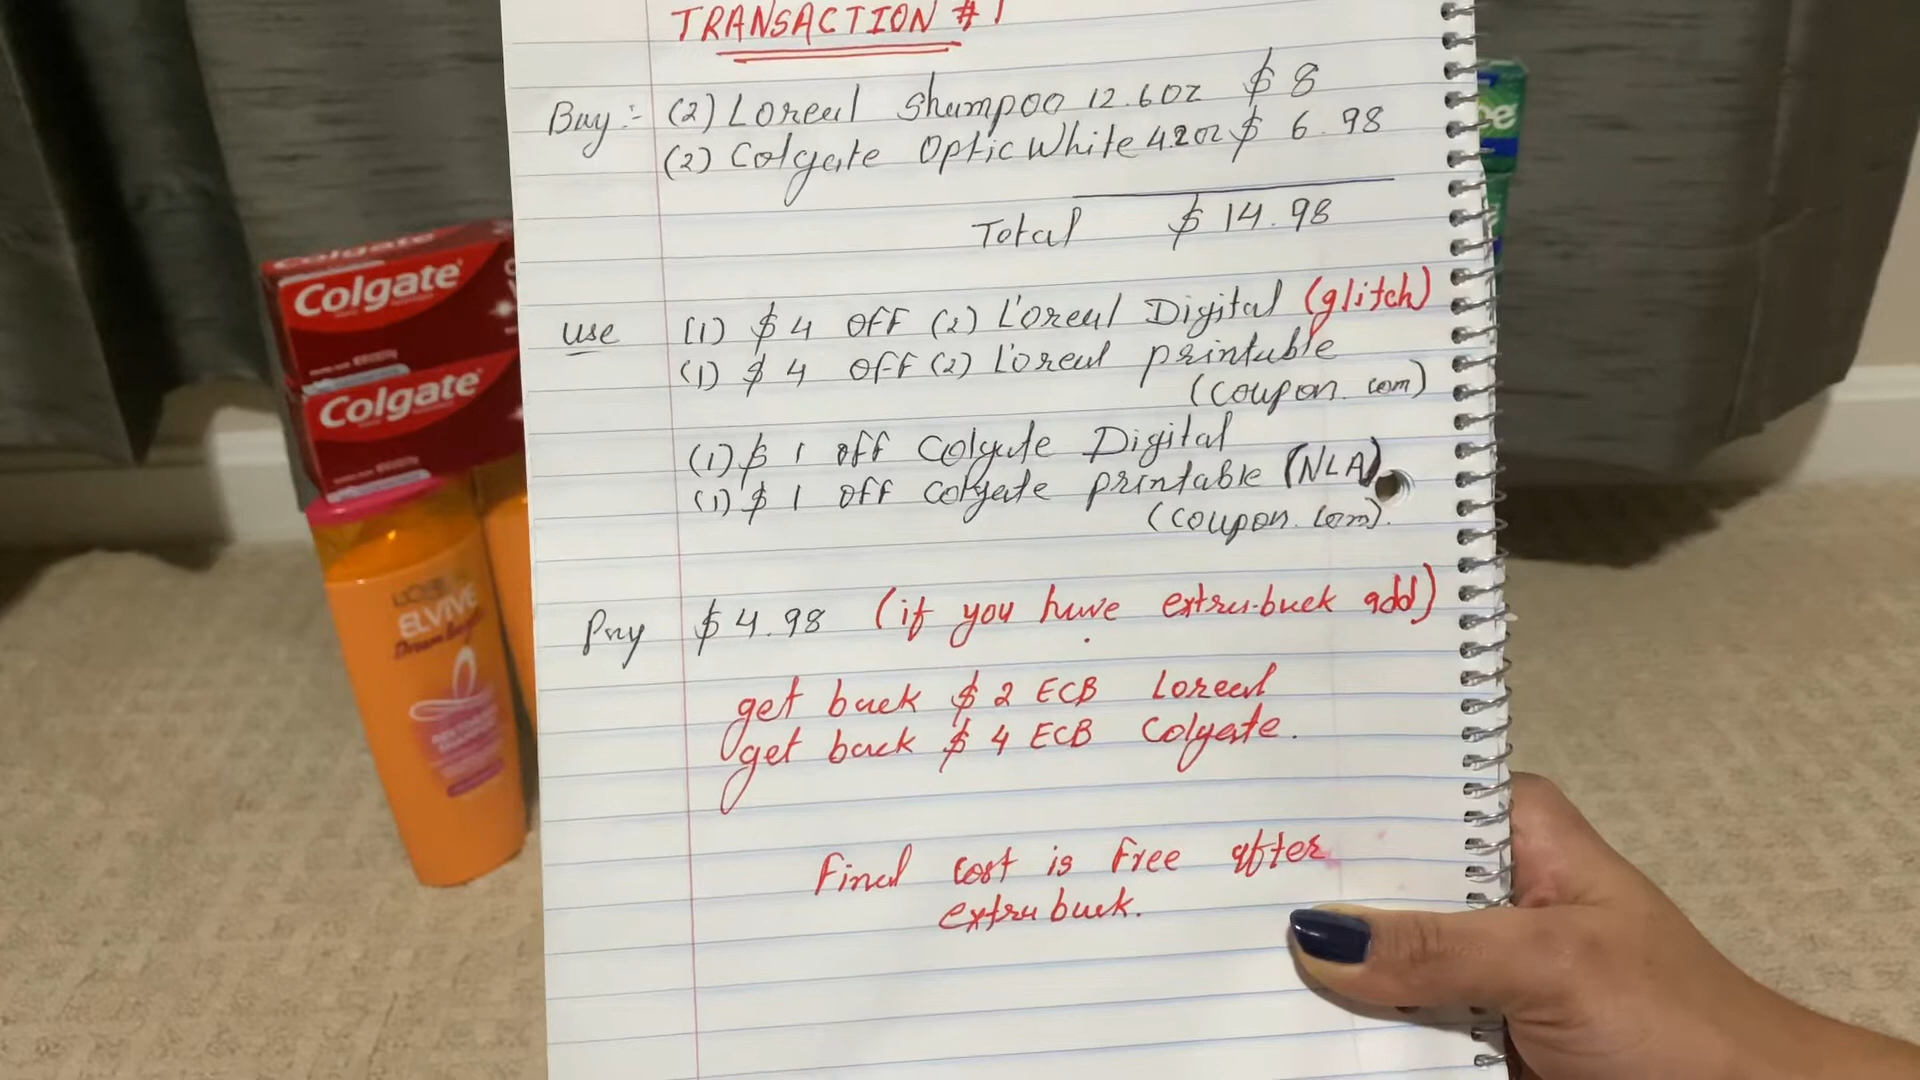 TRANSACTION #1
Buy:- (2) Loreal Shampoo 12.6oz $ 8
(2) Colgate Optic White 4.2oz $ 6.98
Total $ 14.98
use (1) $ 4 off (2) L'oreal Digital (glitch)
(1) $ 4 off (2) L'oreal printable
(coupon.com)
(1) $ 1 off Colgate Digital
(1) $ 1 off Colgate printable (NLA)
(coupon.com).
Pay $ 4.98 (if you have extra-buck add)
get back $ 2 ECB Loreal
get back $ 4 ECB Colgate.
Final cost is Free after
extra buck.
Colgate
Colgate
Colgate
ELVIVE
Dream Lengths